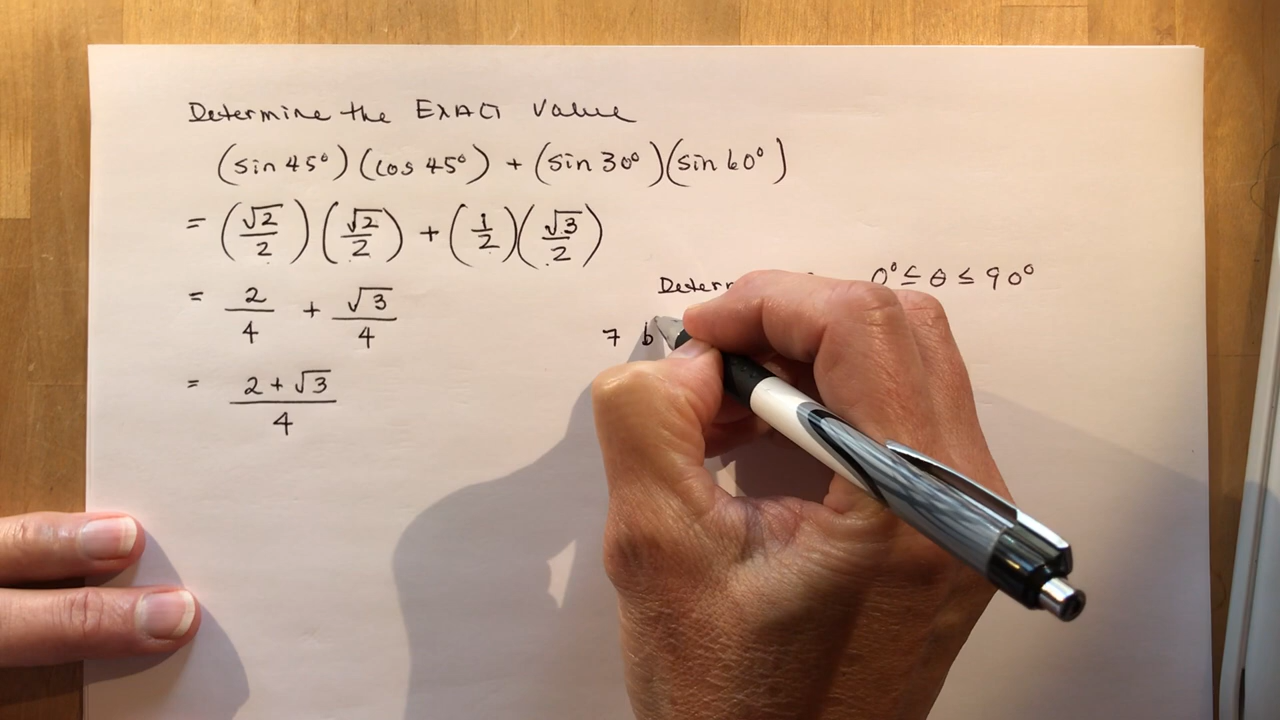 Determine the EXACT Value
(sin 45°)(cos 45°) + (sin 30°)(sin 60°)
= (√2/2)(√2/2) + (1/2)(√3/2)
= 2/4 + √3/4
= (2 + √3)/4
0° ≤ θ ≤ 90°
7 b